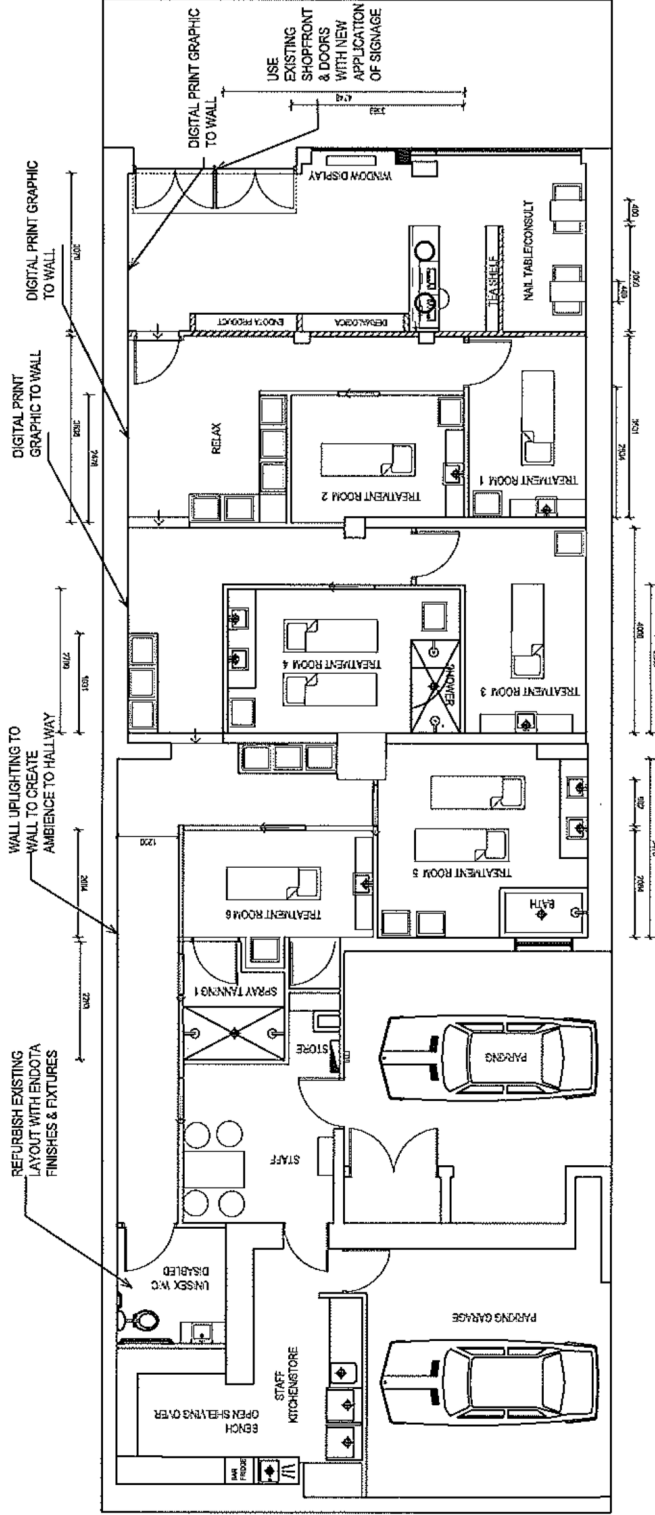 REFURBISH EXISTING
LAYOUT WITH ENDOTA
FINISHES & FIXTURES
WALL UPLIGHTING TO
WALL TO CREATE
AMBIENCE TO HALLWAY
DIGITAL PRINT
GRAPHIC TO WALL
DIGITAL PRINT GRAPHIC
TO WALL
DIGITAL PRINT GRAPHIC
TO WALL
USE
EXISTING
SHOPFRONT
& DOORS
WITH NEW
APPLICATION
OF SIGNAGE
UNISEX W.C
DISABLED
BENCH
OPEN SHELVING OVER
BAR
FRIDGE
STAFF
KITCHEN/STORE
PARKING GARAGE
STAFF
STORE
PARKING
SPRAY TANNING 1
TREATMENT ROOM 6
TREATMENT ROOM 5
BATH
1200
TREATMENT ROOM 4
SHOWER
TREATMENT ROOM 3
RELAX
TREATMENT ROOM 2
TREATMENT ROOM 1
ENDOTA PRODUCT
DERMALOGICA
WINDOW DISPLAY
TEA SHELF
NAIL TABLE/CONSULT